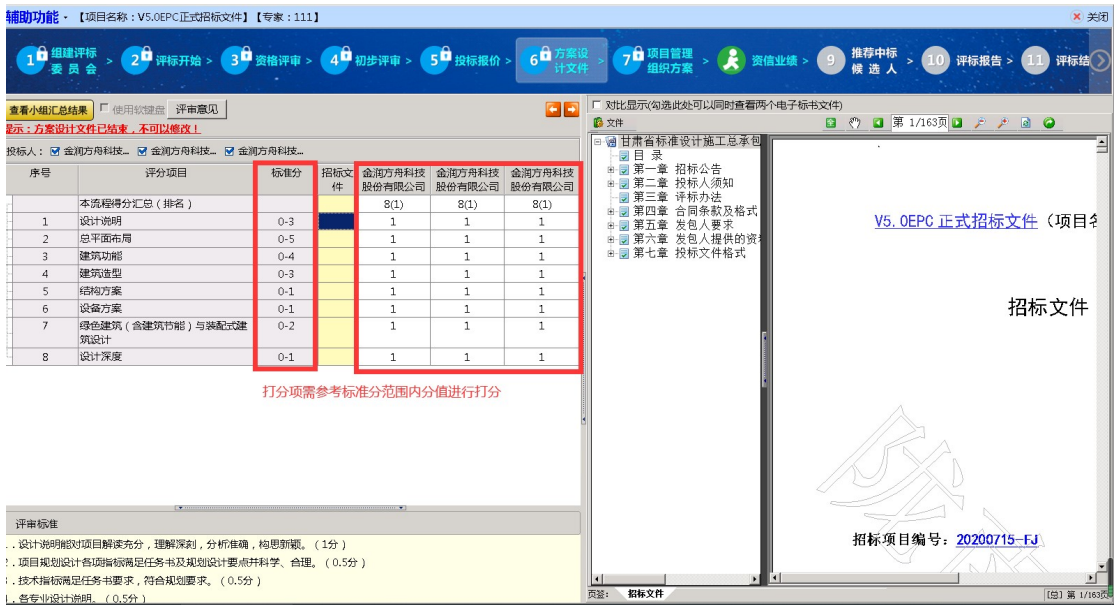 辅助功能 【项目名称：V5.0EPC正式招标文件】【专家：111】 关闭
1 组建评标委员会 > 2 评标开始 > 3 资格评审 > 4 初步评审 > 5 投标报价 > 6 方案设计文件 > 7 项目管理组织方案 > 资信业绩 > 9 推荐中标候选人 > 10 评标报告 > 11 评标结
查看小组汇总结果 使用软键盘 评审意见
提示：方案设计文件已结束，不可以修改！
投标人： 金润方舟科技... 金润方舟科技... 金润方舟科技...
序号 评分项目 标准分 招标文件 金润方舟科技股份有限公司 金润方舟科技股份有限公司 金润方舟科技股份有限公司
本流程得分汇总（排名） 8(1) 8(1) 8(1)
1 设计说明 0-3 1 1 1
2 总平面布局 0-5 1 1 1
3 建筑功能 0-4 1 1 1
4 建筑造型 0-3 1 1 1
5 结构方案 0-1 1 1 1
6 设备方案 0-1 1 1 1
7 绿色建筑（含建筑节能）与装配式建筑设计 0-2 1 1 1
8 设计深度 0-1 1 1 1
打分项需参考标准分范围内分值进行打分
评审标准
．设计说明能对项目解读充分，理解深刻，分析准确，构思新颖。（1分）
．项目规划设计各项指标满足任务书及规划设计要点并科学、合理。（0.5分）
．技术指标满足任务书要求，符合规划要求。（0.5分）
．各专业设计说明。（0.5分）
对比显示(勾选此处可以同时查看两个电子标书文件)
文件 第 1/163页
甘肃省标准设计施工总承包
目 录
第一章 招标公告
第二章 投标人须知
第三章 评标办法
第四章 合同条款及格式
第五章 发包人要求
第六章 发包人提供的资
第七章 投标文件格式
V5.0EPC 正式招标文件（项目名
招标文件
招标项目编号：20200715-FJ
页签： 招标文件 [总] 第 1/163页